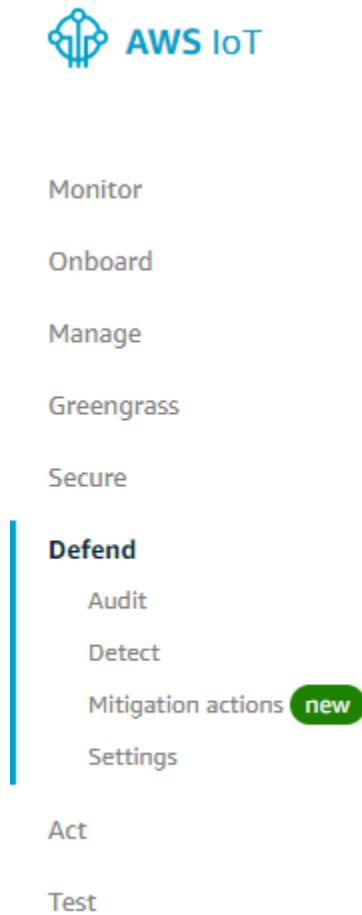 AWS IoT
Monitor
Onboard
Manage
Greengrass
Secure
Defend
Audit
Detect
Mitigation actions new
Settings
Act
Test